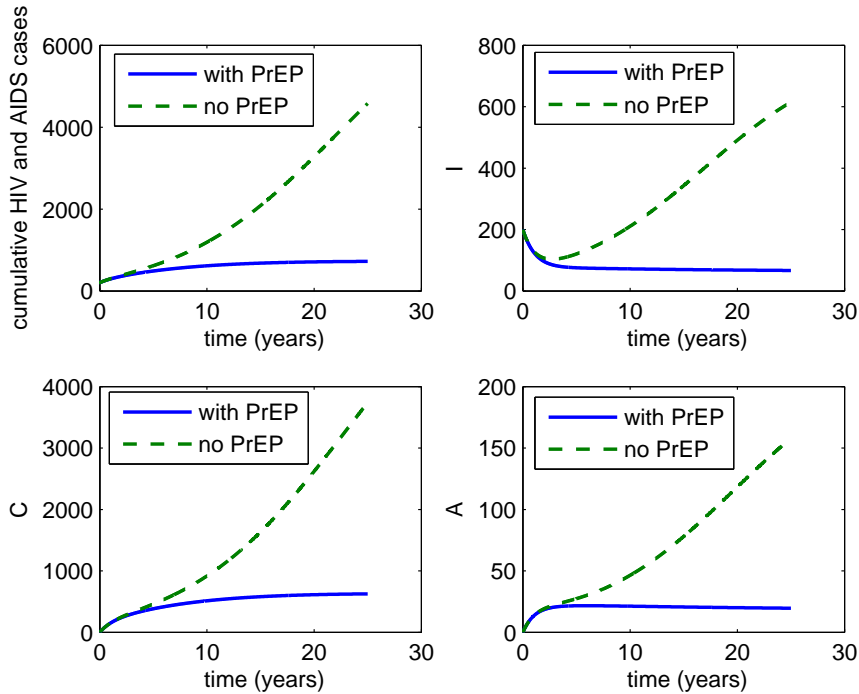 cumulative HIV and AIDS cases
6000
4000
2000
0
with PrEP
no PrEP
0
10
20
30
time (years)
I
800
600
400
200
0
with PrEP
no PrEP
0
10
20
30
time (years)
C
4000
3000
2000
1000
0
with PrEP
no PrEP
0
10
20
30
time (years)
A
200
150
100
50
0
with PrEP
no PrEP
0
10
20
30
time (years)